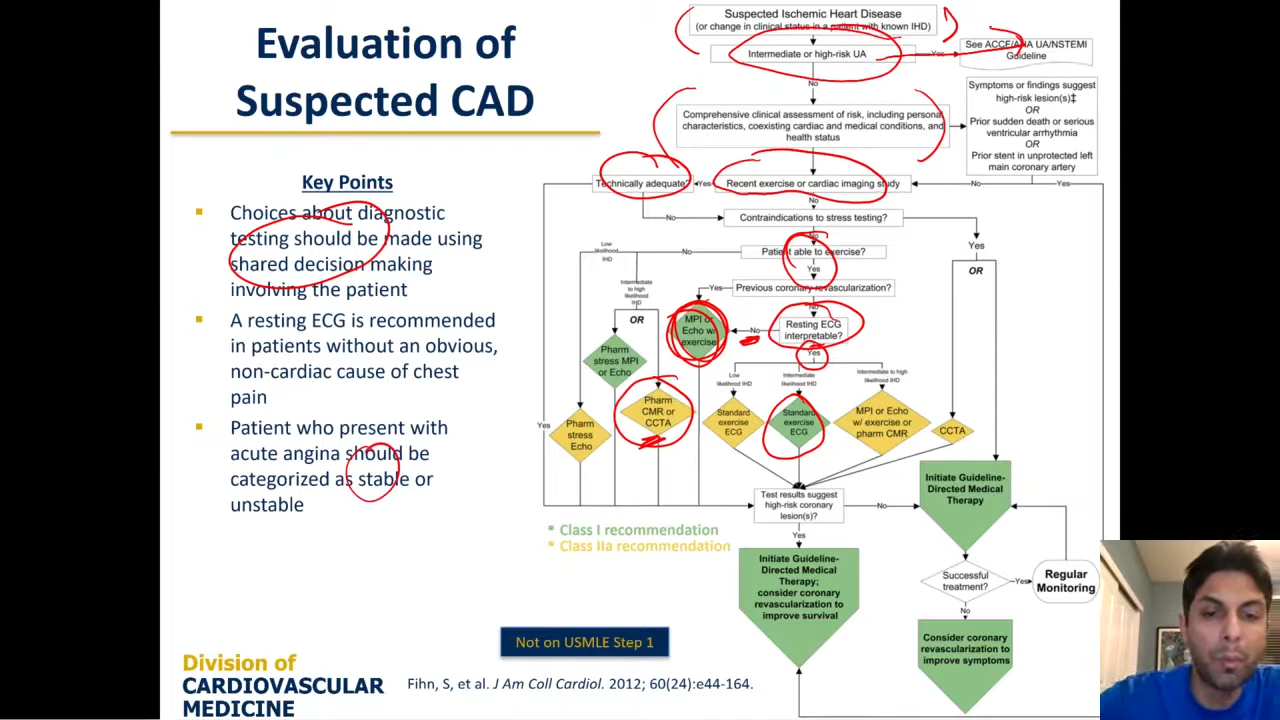 Evaluation of
Suspected CAD
Key Points
Choices about diagnostic
testing should be made using
shared decision making
involving the patient
A resting ECG is recommended
in patients without an obvious,
non-cardiac cause of chest
pain
Patient who present with
acute angina should be
categorized as stable or
unstable
Suspected Ischemic Heart Disease
(or change in clinical status in a patient with known IHD)
Intermediate or high-risk UA
Yes
See ACCF/AHA UA/NSTEMI
Guideline
No
Comprehensive clinical assessment of risk, including personal
characteristics, coexisting cardiac and medical conditions, and
health status
Symptoms or findings suggest
high-risk lesion(s)‡
OR
Prior sudden death or serious
ventricular arrhythmia
OR
Prior stent in unprotected left
main coronary artery
Technically adequate?
Yes
Recent exercise or cardiac imaging study
No
Yes
No
No
Contraindications to stress testing?
No
Yes
OR
Low
likelihood
IHD
No
Patient able to exercise?
Yes
Intermediate
to high
likelihood
IHD
OR
Yes
Previous coronary revascularization?
No
MPI or
Echo w/
exercise
No
Resting ECG
interpretable?
Yes
Pharm
stress MPI
or Echo
Low
likelihood IHD
Intermediate
likelihood IHD
Intermediate to high
likelihood IHD
Pharm
CMR or
CCTA
Standard
exercise
ECG
Standard
exercise
ECG
MPI or Echo
w/ exercise or
pharm CMR
CCTA
Yes
Pharm
stress
Echo
Test results suggest
high-risk coronary
lesion(s)?
No
Yes
Initiate Guideline-
Directed Medical
Therapy
Class I recommendation
Class IIa recommendation
Initiate Guideline-
Directed Medical
Therapy;
consider coronary
revascularization to
improve survival
Successful
treatment?
Yes
Regular
Monitoring
No
Consider coronary
revascularization to
improve symptoms
Not on USMLE Step 1
Division of
CARDIOVASCULAR
MEDICINE
Fihn, S, et al. J Am Coll Cardiol. 2012; 60(24):e44-164.